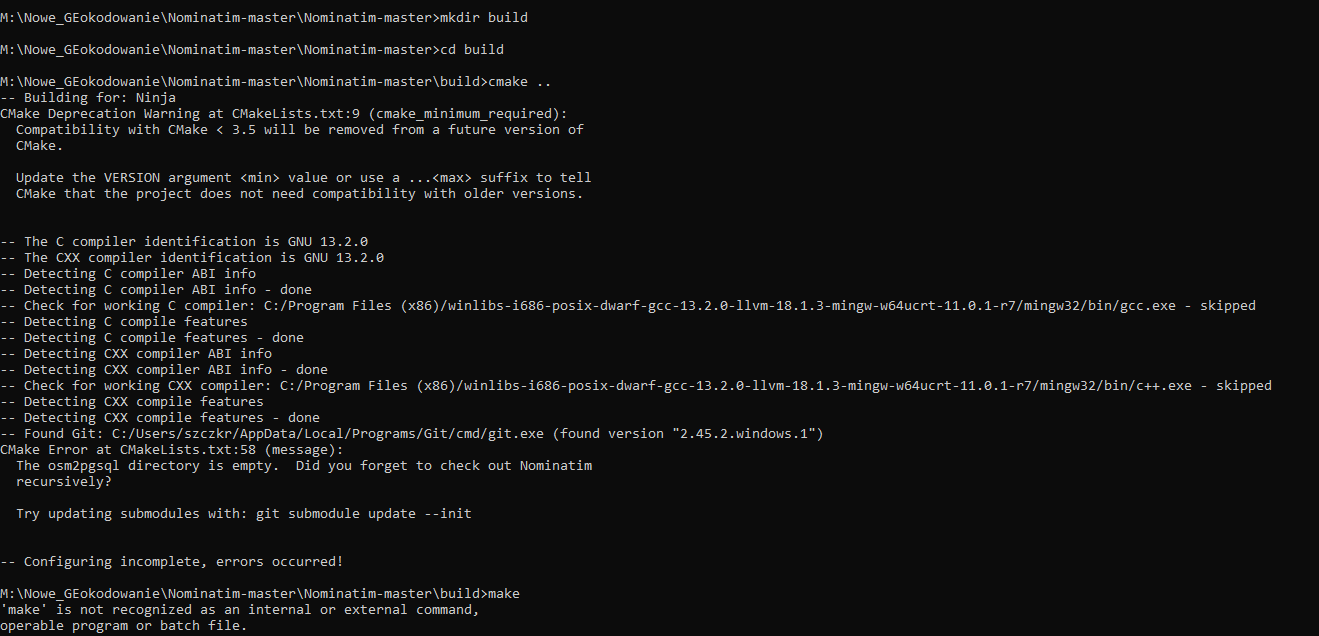 M:\Nowe_GEokodowanie\Nominatim-master\Nominatim-master>mkdir build
M:\Nowe_GEokodowanie\Nominatim-master\Nominatim-master>cd build
M:\Nowe_GEokodowanie\Nominatim-master\Nominatim-master\build>cmake ..
-- Building for: Ninja
CMake Deprecation Warning at CMakeLists.txt:9 (cmake_minimum_required):
  Compatibility with CMake < 3.5 will be removed from a future version of
  CMake.
  Update the VERSION argument <min> value or use a ...<max> suffix to tell
  CMake that the project does not need compatibility with older versions.
-- The C compiler identification is GNU 13.2.0
-- The CXX compiler identification is GNU 13.2.0
-- Detecting C compiler ABI info
-- Detecting C compiler ABI info - done
-- Check for working C compiler: C:/Program Files (x86)/winlibs-i686-posix-dwarf-gcc-13.2.0-llvm-18.1.3-mingw-w64ucrt-11.0.1-r7/mingw32/bin/gcc.exe - skipped
-- Detecting C compile features
-- Detecting C compile features - done
-- Detecting CXX compiler ABI info
-- Detecting CXX compiler ABI info - done
-- Check for working CXX compiler: C:/Program Files (x86)/winlibs-i686-posix-dwarf-gcc-13.2.0-llvm-18.1.3-mingw-w64ucrt-11.0.1-r7/mingw32/bin/c++.exe - skipped
-- Detecting CXX compile features
-- Detecting CXX compile features - done
-- Found Git: C:/Users/szczkr/AppData/Local/Programs/Git/cmd/git.exe (found version "2.45.2.windows.1")
CMake Error at CMakeLists.txt:58 (message):
  The osm2pgsql directory is empty.  Did you forget to check out Nominatim
  recursively?
  Try updating submodules with: git submodule update --init
-- Configuring incomplete, errors occurred!
M:\Nowe_GEokodowanie\Nominatim-master\Nominatim-master\build>make
'make' is not recognized as an internal or external command,
operable program or batch file.